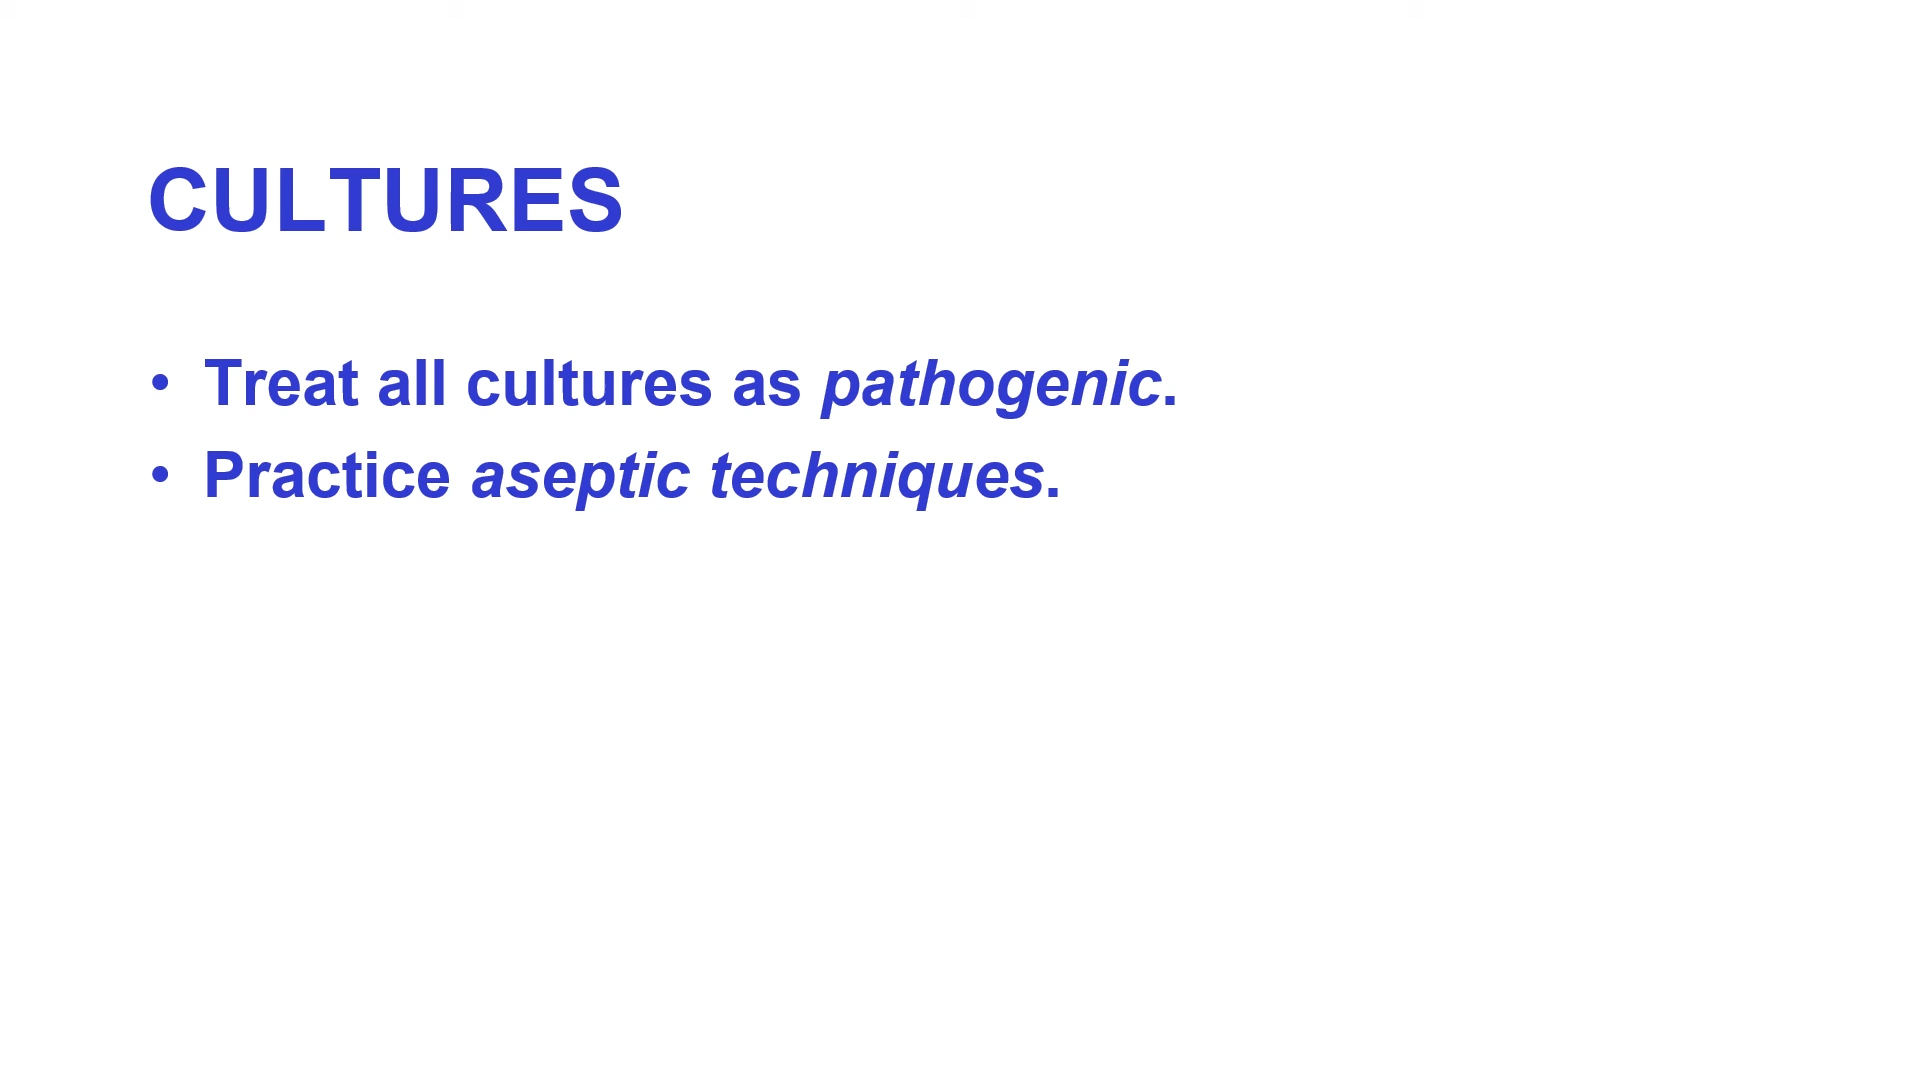 CULTURES
• Treat all cultures as pathogenic.
• Practice aseptic techniques.